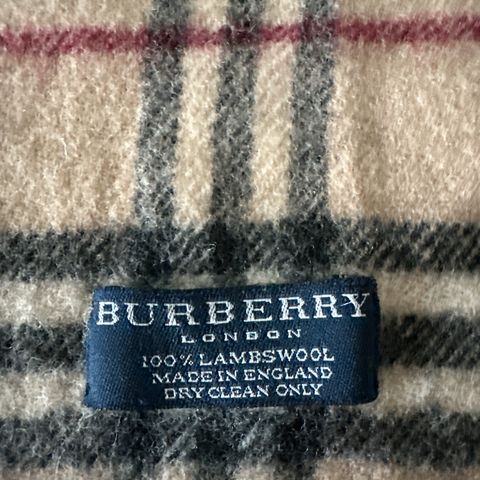 BURBERRY
LONDON
100% LAMBSWOOL
MADE IN ENGLAND
DRY CLEAN ONLY